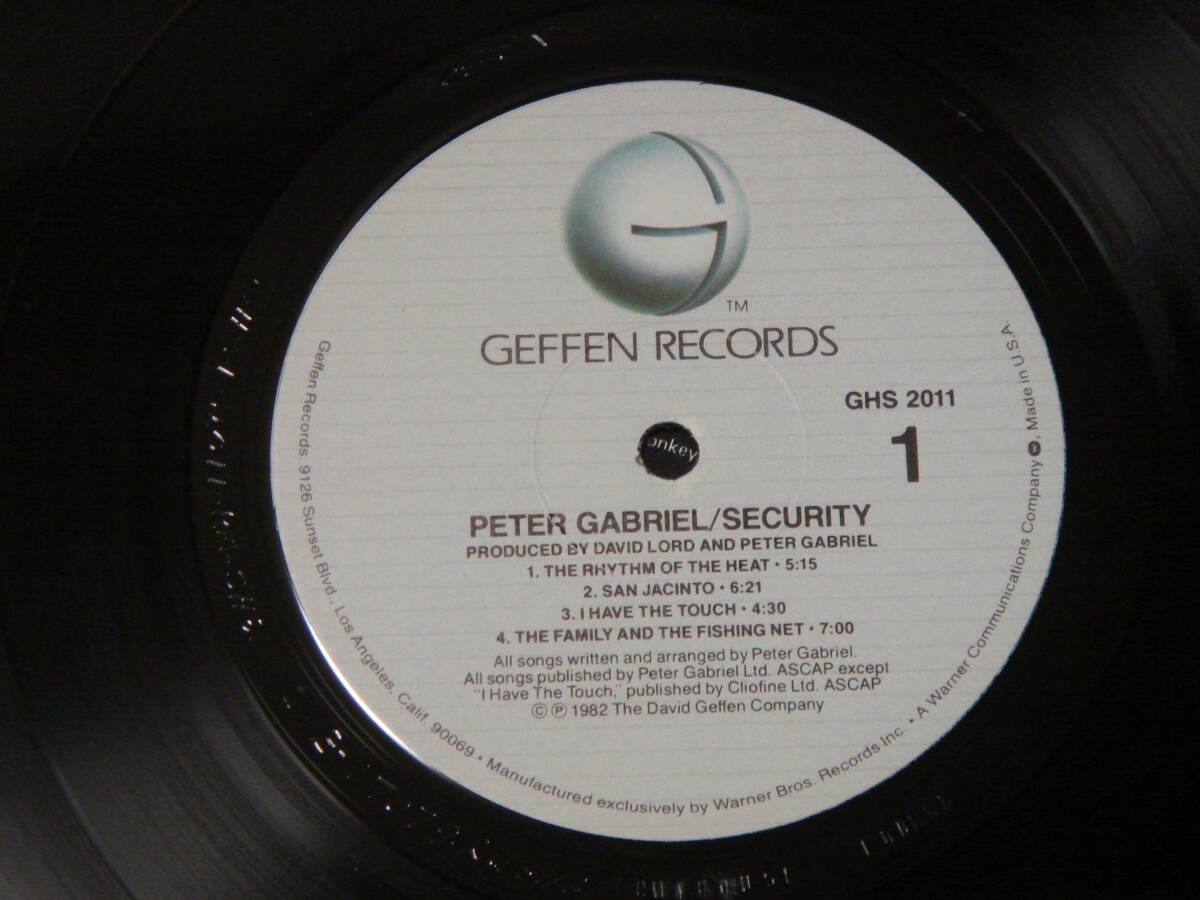 TM
GEFFEN RECORDS
GHS 2011
1
onkey
PETER GABRIEL/SECURITY
PRODUCED BY DAVID LORD AND PETER GABRIEL
1. THE RHYTHM OF THE HEAT • 5:15
2. SAN JACINTO • 6:21
3. I HAVE THE TOUCH • 4:30
4. THE FAMILY AND THE FISHING NET • 7:00
All songs written and arranged by Peter Gabriel.
All songs published by Peter Gabriel Ltd. ASCAP except
"I Have The Touch," published by Cliofine Ltd. ASCAP
© ℗ 1982 The David Geffen Company
Geffen Records, 9126 Sunset Blvd., Los Angeles, Calif. 90069 • Manufactured exclusively by Warner Bros. Records Inc. • A Warner Communications Company W, Made in U.S.A.